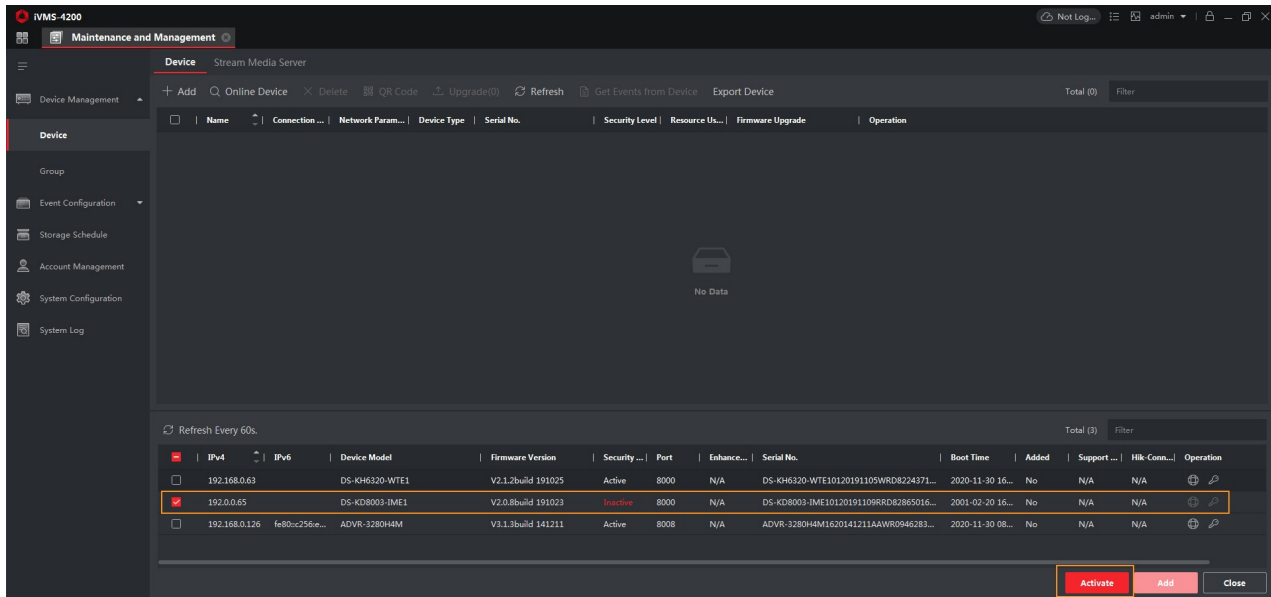 iVMS-4200
Not Log... admin
Maintenance and Management
Device Stream Media Server
+ Add Online Device Delete QR Code Upgrade(0) Refresh Get Events from Device Export Device Total (0) Filter
Name | Connection ... | Network Param... | Device Type | Serial No. | Security Level | Resource Us... | Firmware Upgrade | Operation
Device Management
Device
Group
Event Configuration
Storage Schedule
Account Management
System Configuration
System Log
No Data
Refresh Every 60s. Total (3) Filter
IPv4 | IPv6 | Device Model | Firmware Version | Security ... | Port | Enhance... | Serial No. | Boot Time | Added | Support ... | Hik-Conn... | Operation
192.168.0.63 DS-KH6320-WTE1 V2.1.2build 191025 Active 8000 N/A DS-KH6320-WTE10120191105WRD8224371... 2020-11-30 16... No N/A N/A
192.0.0.65 DS-KD8003-IME1 V2.0.8build 191023 Inactive 8000 N/A DS-KD8003-IME10120191109RRD82865016... 2001-02-20 16... No N/A N/A
192.168.0.126 fe80::c256:e... ADVR-3280H4M V3.1.3build 141211 Active 8008 N/A ADVR-3280H4M1620141211AAWR0946283... 2020-11-30 08... No N/A N/A
Activate Add Close